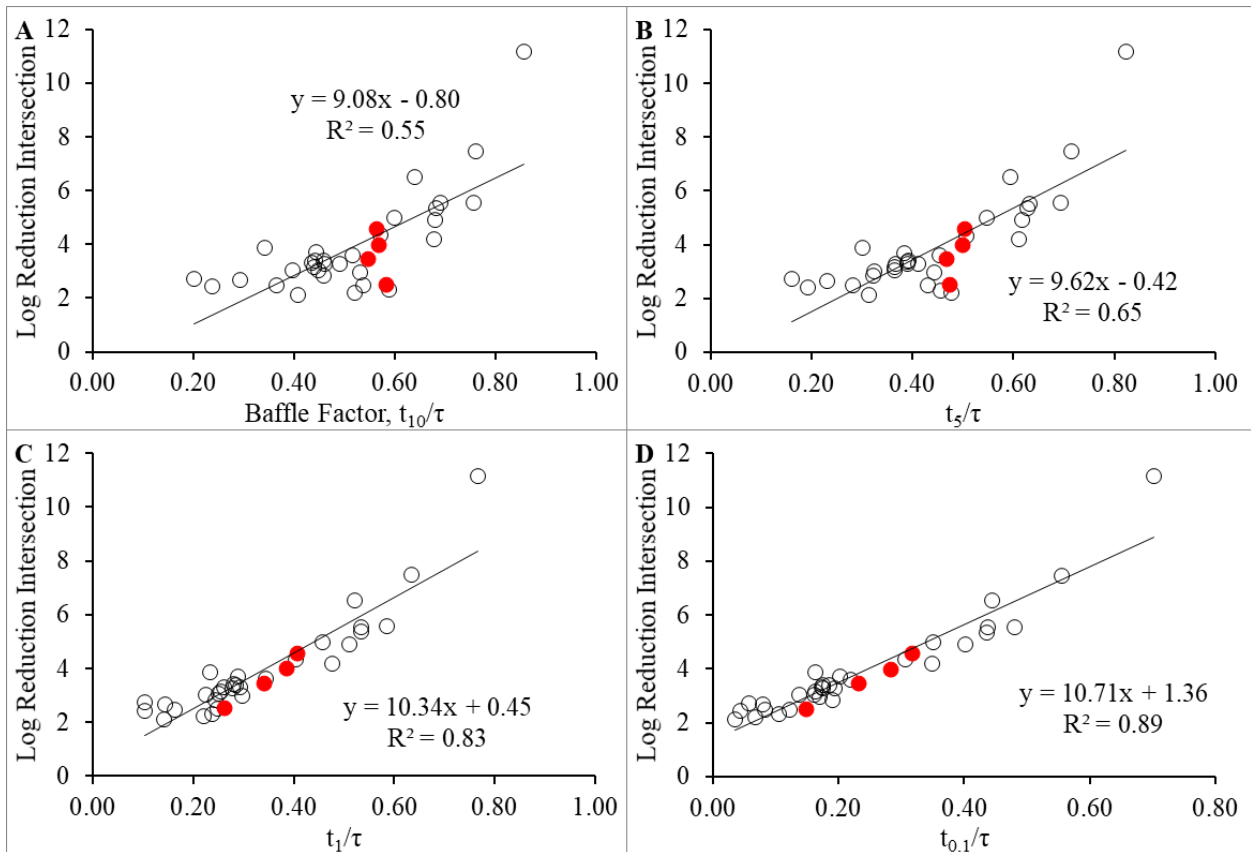 A
Log Reduction Intersection
12
10
8
6
4
2
0
y = 9.08x - 0.80
R² = 0.55
0.00 0.20 0.40 0.60 0.80 1.00
Baffle Factor, t₁₀/τ
B
Log Reduction Intersection
12
10
8
6
4
2
0
y = 9.62x - 0.42
R² = 0.65
0.00 0.20 0.40 0.60 0.80 1.00
t₅/τ
C
Log Reduction Intersection
12
10
8
6
4
2
0
y = 10.34x + 0.45
R² = 0.83
0.00 0.20 0.40 0.60 0.80 1.00
t₁/τ
D
Log Reduction Intersection
12
10
8
6
4
2
0
y = 10.71x + 1.36
R² = 0.89
0.00 0.20 0.40 0.60 0.80
t₀.₁/τ